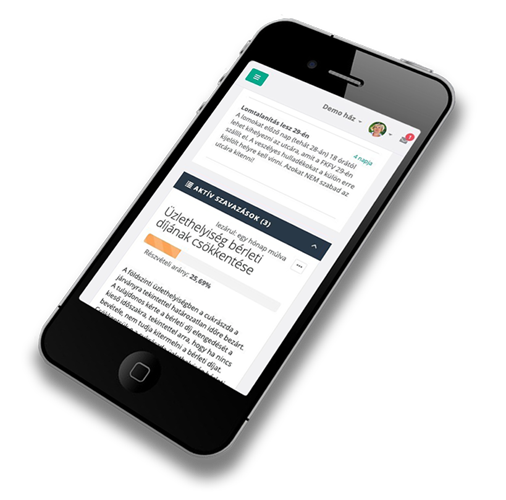 Demo ház
3
Lomtalanítás lesz 29-én
4 napja
A lomokat előző nap (tehát 28-án) 18 órától
lehet kihelyezni az utcára, amit a FKFV 29-én
szállít el. A veszélyes hulladékokat a külön erre
kijelölt helyre kell vinni. Azokat NEM szabad az
utcára kitenni!
AKTÍV SZAVAZÁSOK (3)
lezárul: egy hónap múlva
Üzlethelyiség bérleti
díjának csökkentése
Részvételi arány: 25,69%
A földszinti üzlethelyiségben a cukrászda a
járványra tekintettel határozatlan időre bezárt.
A tulajdonos kérte a bérleti díj elengedését a
kieső időszakra, tekintettel arra, hogy ha nincs
bevétele, nem tudja kitermelni a bérleti díjat.